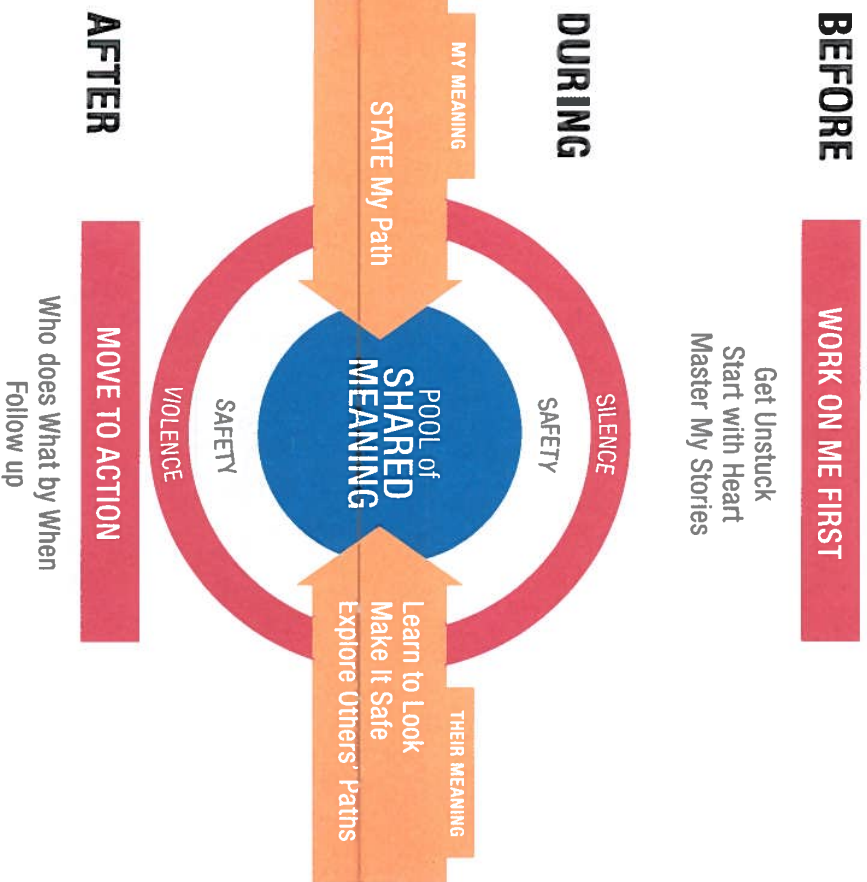 BEFORE
WORK ON ME FIRST
Get Unstuck
Start with Heart
Master My Stories
DURING
SILENCE
SAFETY
MY MEANING
STATE My Path
POOL of
SHARED
MEANING
THEIR MEANING
Learn to Look
Make It Safe
Explore Others' Paths
SAFETY
VIOLENCE
AFTER
MOVE TO ACTION
Who does What by When
Follow up